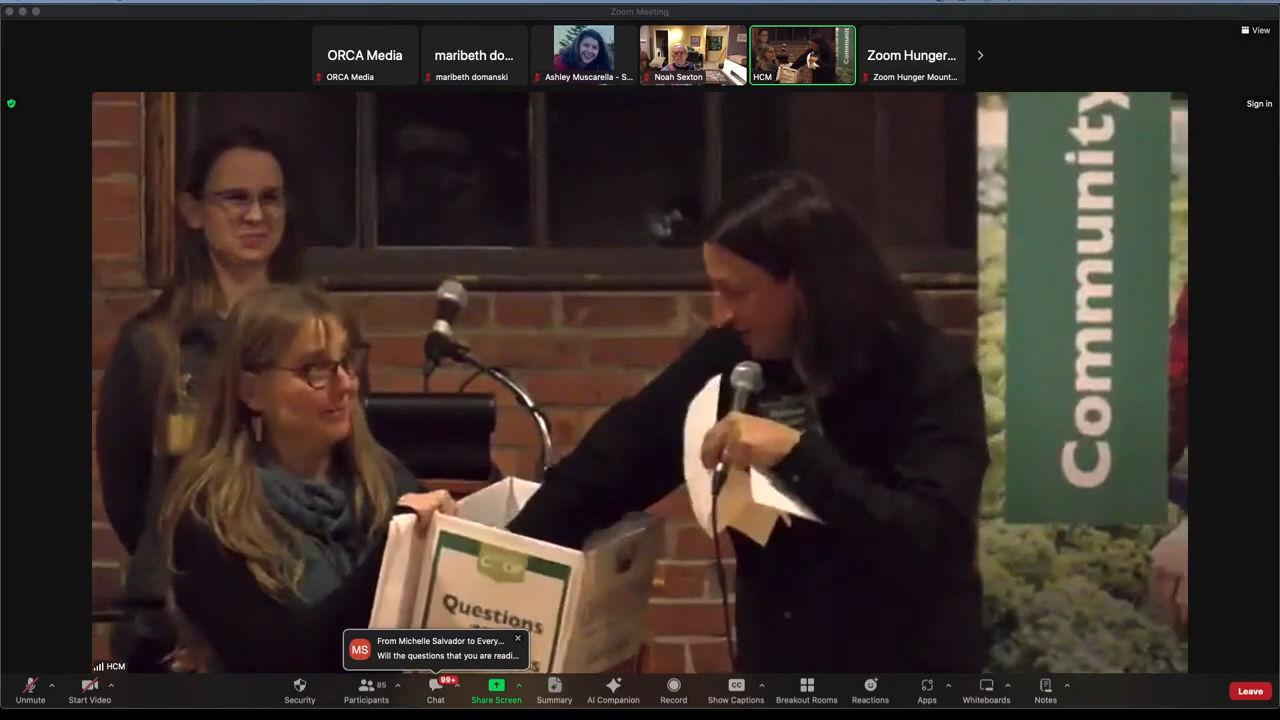 Zoom Meeting
View
ORCA Media
ORCA Media
maribeth do...
maribeth domanski
Ashley Muscarella - S...
Noah Sexton
HCM
Zoom Hunger...
Zoom Hunger Mount...
Sign in
Community
Communit
Questions
From Michelle Salvador to Every...
MS
Will the questions that you are readi...
HCM
99+
85
Unmute
Start Video
Security
Participants
Chat
Share Screen
Summary
AI Companion
Record
Show Captions
Breakout Rooms
Reactions
Apps
Whiteboards
Notes
Leave